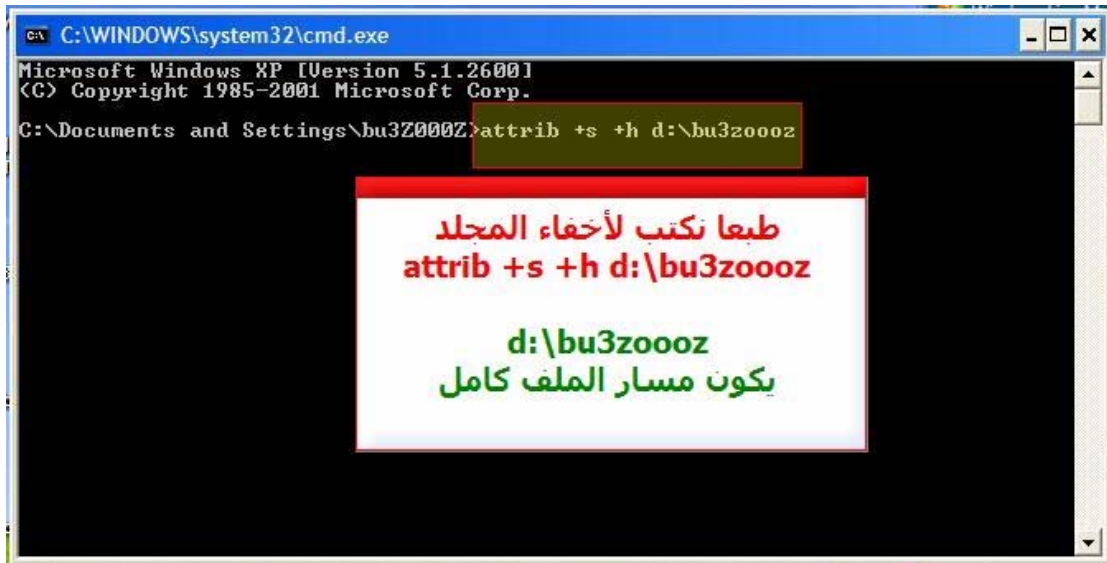 C:\WINDOWS\system32\cmd.exe
Microsoft Windows XP [Version 5.1.2600]
(C) Copyright 1985-2001 Microsoft Corp.
C:\Documents and Settings\bu3Z000Z>attrib +s +h d:\bu3zoooz
طبعا نكتب لأخفاء المجلد
attrib +s +h d:\bu3zoooz
d:\bu3zoooz
يكون مسار الملف كامل